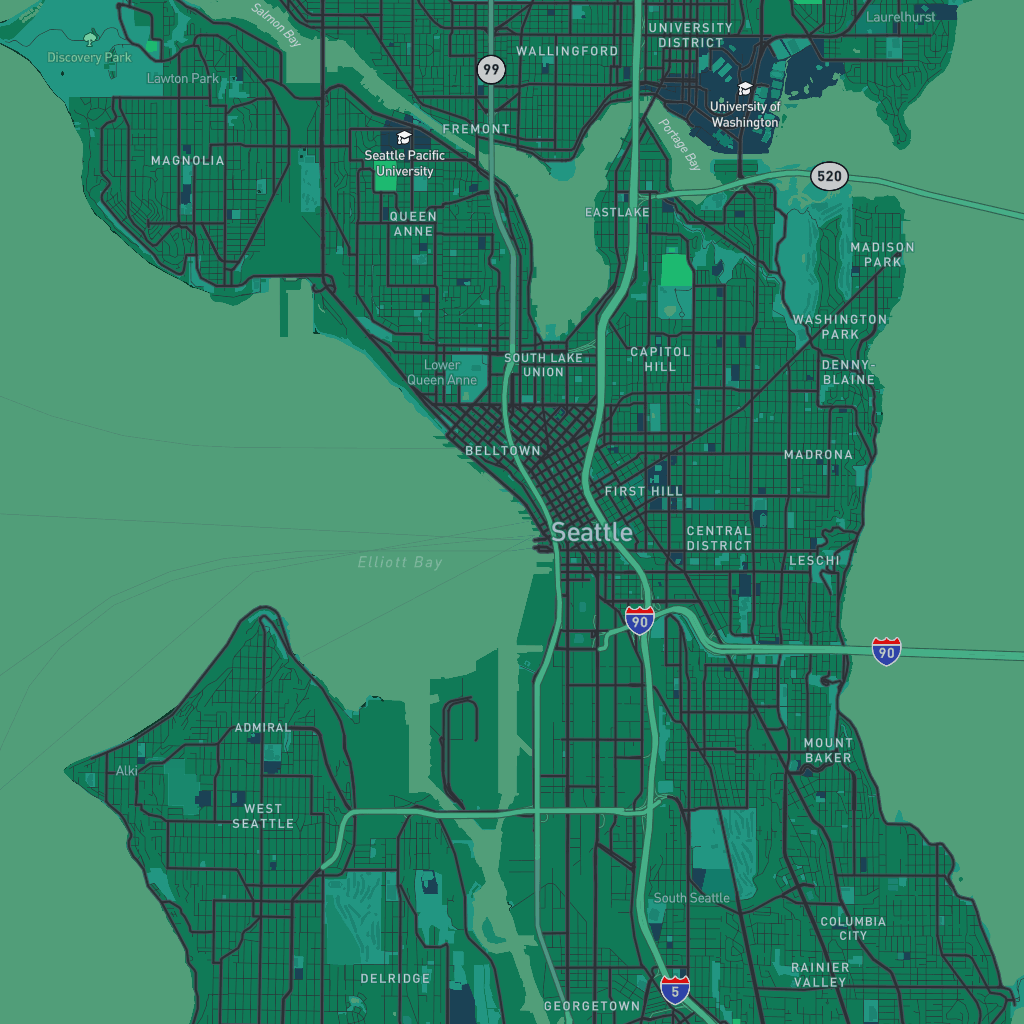 Salmon Bay
Laurelhurst
UNIVERSITY
DISTRICT
WALLINGFORD
Discovery Park
99
Lawton Park
University of
Washington
FREMONT
Portage Bay
Seattle Pacific
University
MAGNOLIA
520
EASTLAKE
QUEEN
ANNE
MADISON
PARK
WASHINGTON
PARK
SOUTH LAKE
UNION
CAPITOL
HILL
Lower
Queen Anne
DENNY-
BLAINE
BELLTOWN
MADRONA
FIRST HILL
Seattle
CENTRAL
DISTRICT
Elliott Bay
LESCHI
90
90
ADMIRAL
MOUNT
BAKER
Alki
WEST
SEATTLE
South Seattle
COLUMBIA
CITY
RAINIER
VALLEY
DELRIDGE
5
GEORGETOWN